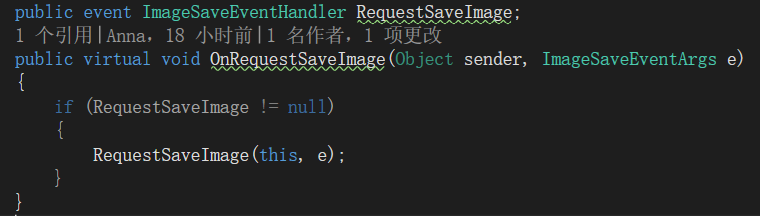 public event ImageSaveEventHandler RequestSaveImage;
1 个引用|Anna，18 小时前|1 名作者，1 项更改
public virtual void OnRequestSaveImage(Object sender, ImageSaveEventArgs e)
{
    if (RequestSaveImage != null)
    {
        RequestSaveImage(this, e);
    }
}